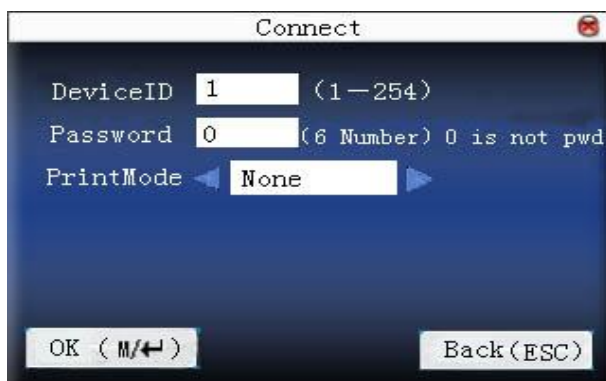 Connect
DeviceID 1 (1－254)
Password 0 (6 Number) 0 is not pwd
PrintMode None
OK (M/↵) Back(ESC)